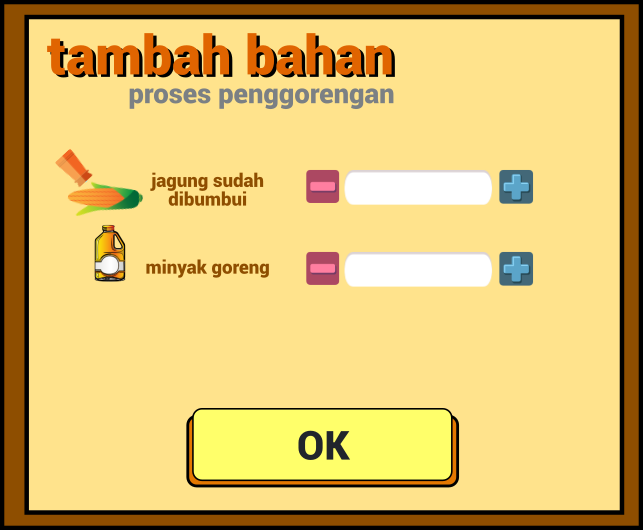 tambah bahan
proses penggorengan
jagung sudah
dibumbui
minyak goreng
OK